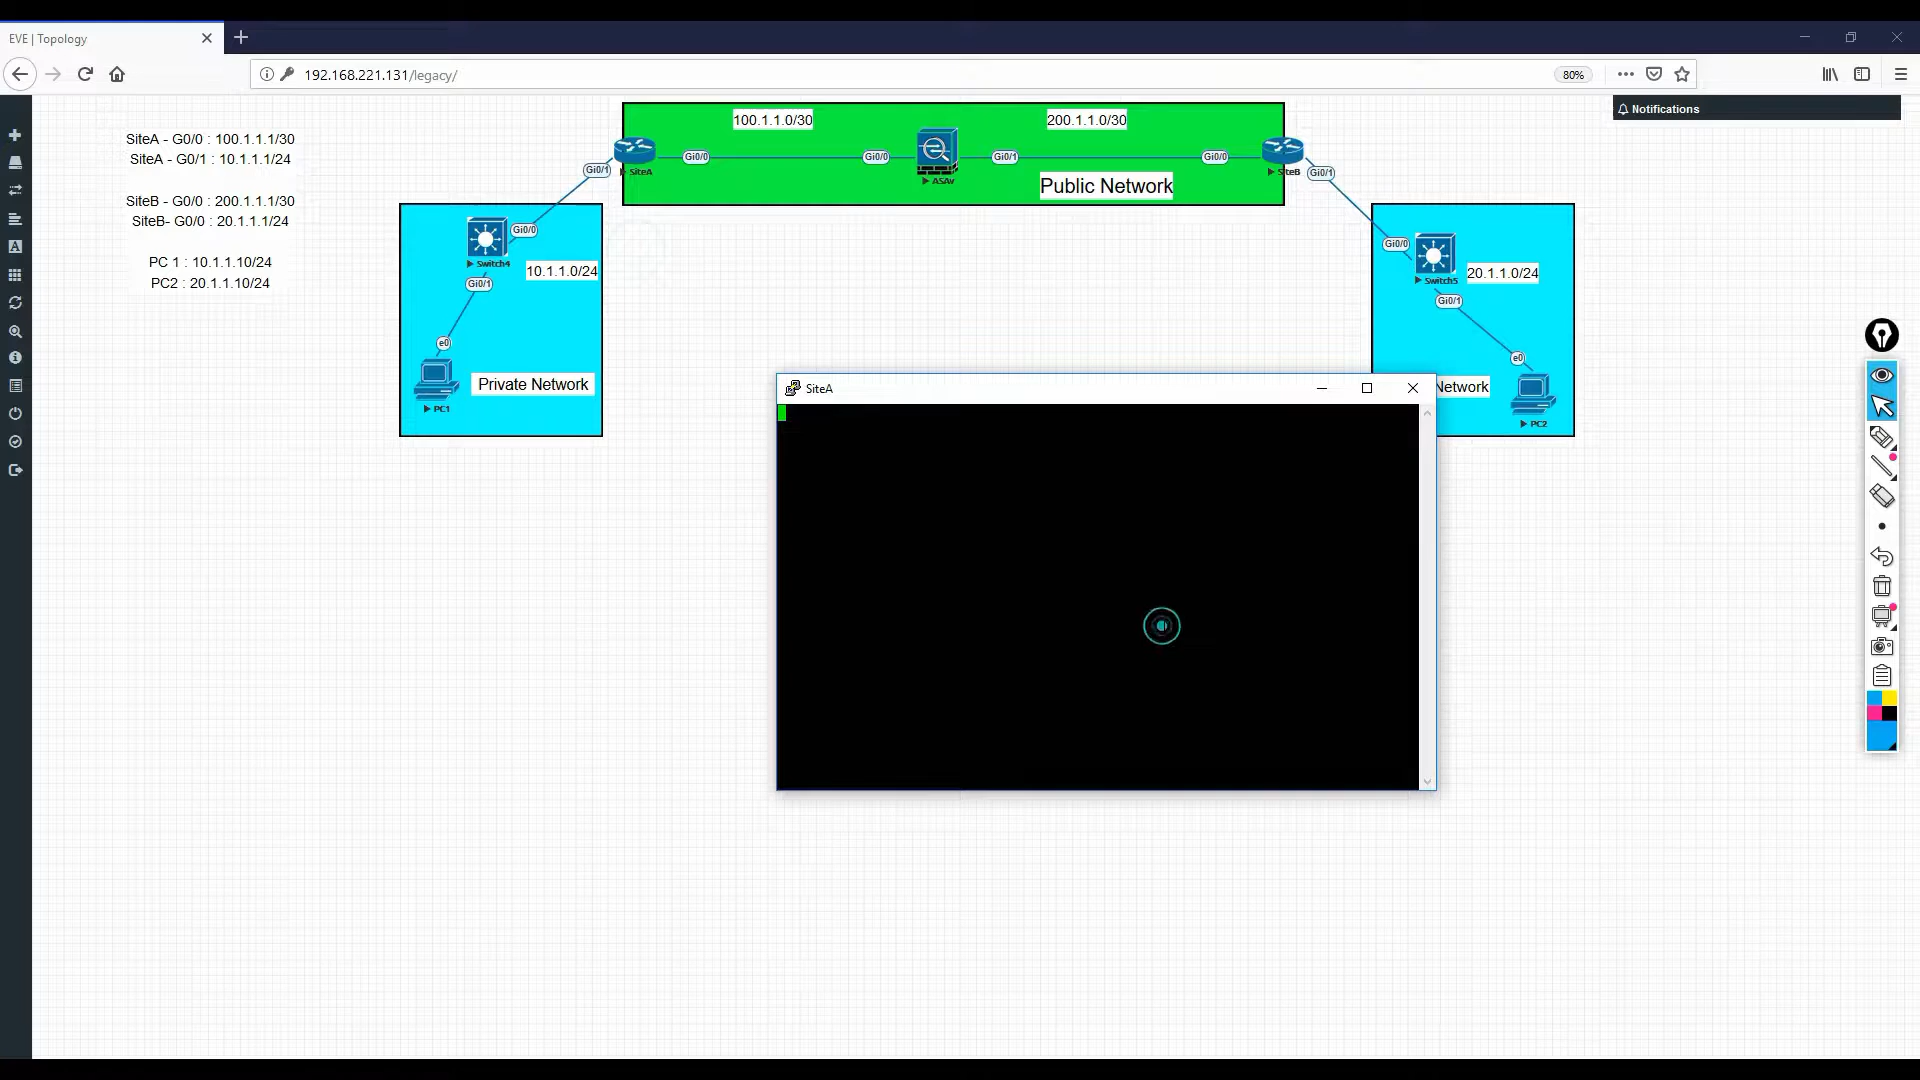 EVE | Topology
192.168.221.131/legacy/
80%
Notifications
SiteA - G0/0 : 100.1.1.1/30
SiteA - G0/1 : 10.1.1.1/24
SiteB - G0/0 : 200.1.1.1/30
SiteB- G0/0 : 20.1.1.1/24
PC 1 : 10.1.1.10/24
PC2 : 20.1.1.10/24
100.1.1.0/30
200.1.1.0/30
Gi0/1
SiteA
Gi0/0
Gi0/0
ASAv
Gi0/1
Gi0/0
SiteB
Gi0/1
Public Network
Gi0/0
Switch4
10.1.1.0/24
Gi0/1
e0
Private Network
PC1
Gi0/0
Switch5
20.1.1.0/24
Gi0/1
e0
Network
PC2
SiteA